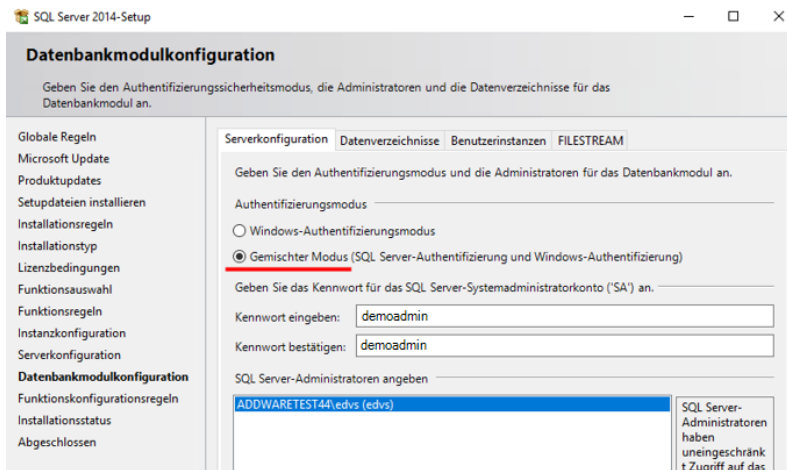 SQL Server 2014-Setup
Datenbankmodulkonfiguration
Geben Sie den Authentifizierungssicherheitsmodus, die Administratoren und die Datenverzeichnisse für das
Datenbankmodul an.
Globale Regeln
Microsoft Update
Produktupdates
Setupdateien installieren
Installationsregeln
Installationstyp
Lizenzbedingungen
Funktionsauswahl
Funktionsregeln
Instanzkonfiguration
Serverkonfiguration
Datenbankmodulkonfiguration
Funktionskonfigurationsregeln
Installationsstatus
Abgeschlossen
Serverkonfiguration Datenverzeichnisse Benutzerinstanzen FILESTREAM
Geben Sie den Authentifizierungsmodus und die Administratoren für das Datenbankmodul an.
Authentifizierungsmodus
Windows-Authentifizierungsmodus
Gemischter Modus (SQL Server-Authentifizierung und Windows-Authentifizierung)
Geben Sie das Kennwort für das SQL Server-Systemadministratorkonto ('SA') an.
Kennwort eingeben: demoadmin
Kennwort bestätigen: demoadmin
SQL Server-Administratoren angeben
ADDWARETEST44\edvs (edvs)
SQL Server-
Administratoren
haben
uneingeschränk
t Zugriff auf das